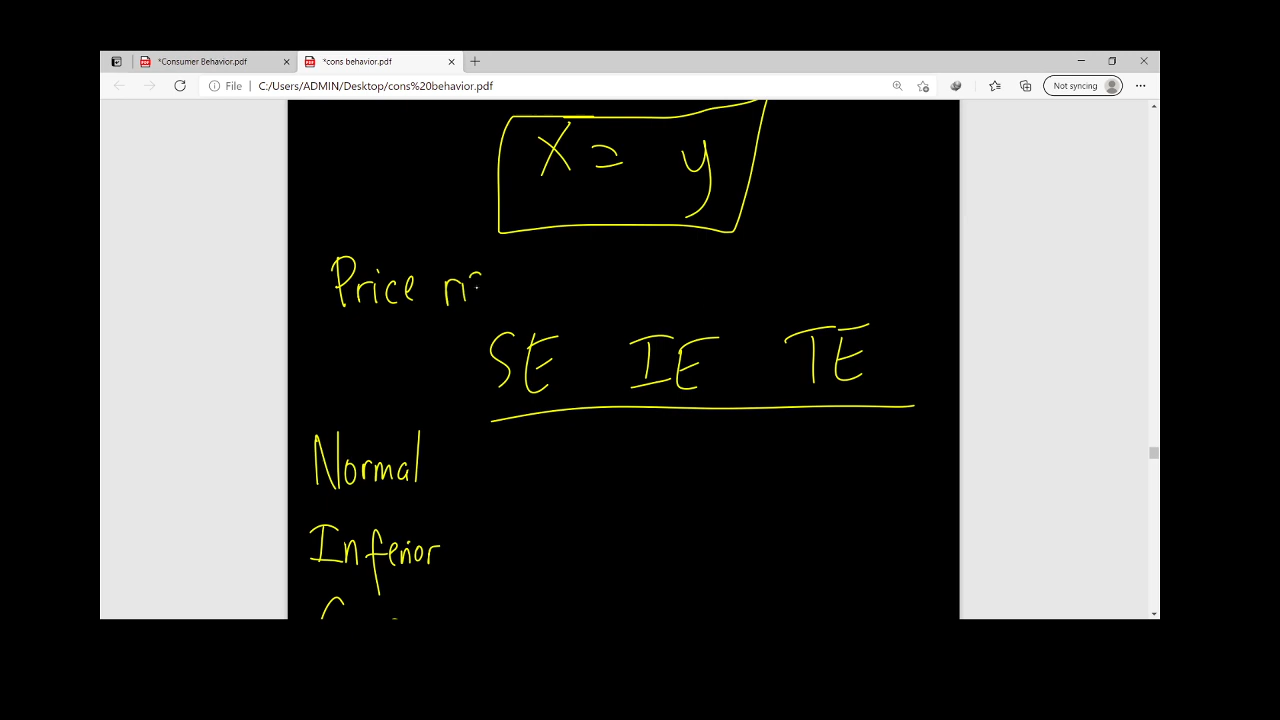 *Consumer Behavior.pdf
*cons behavior.pdf
File
C:/Users/ADMIN/Desktop/cons%20behavior.pdf
Not syncing
X = y
Price
SE IE TE
Normal
Inferior